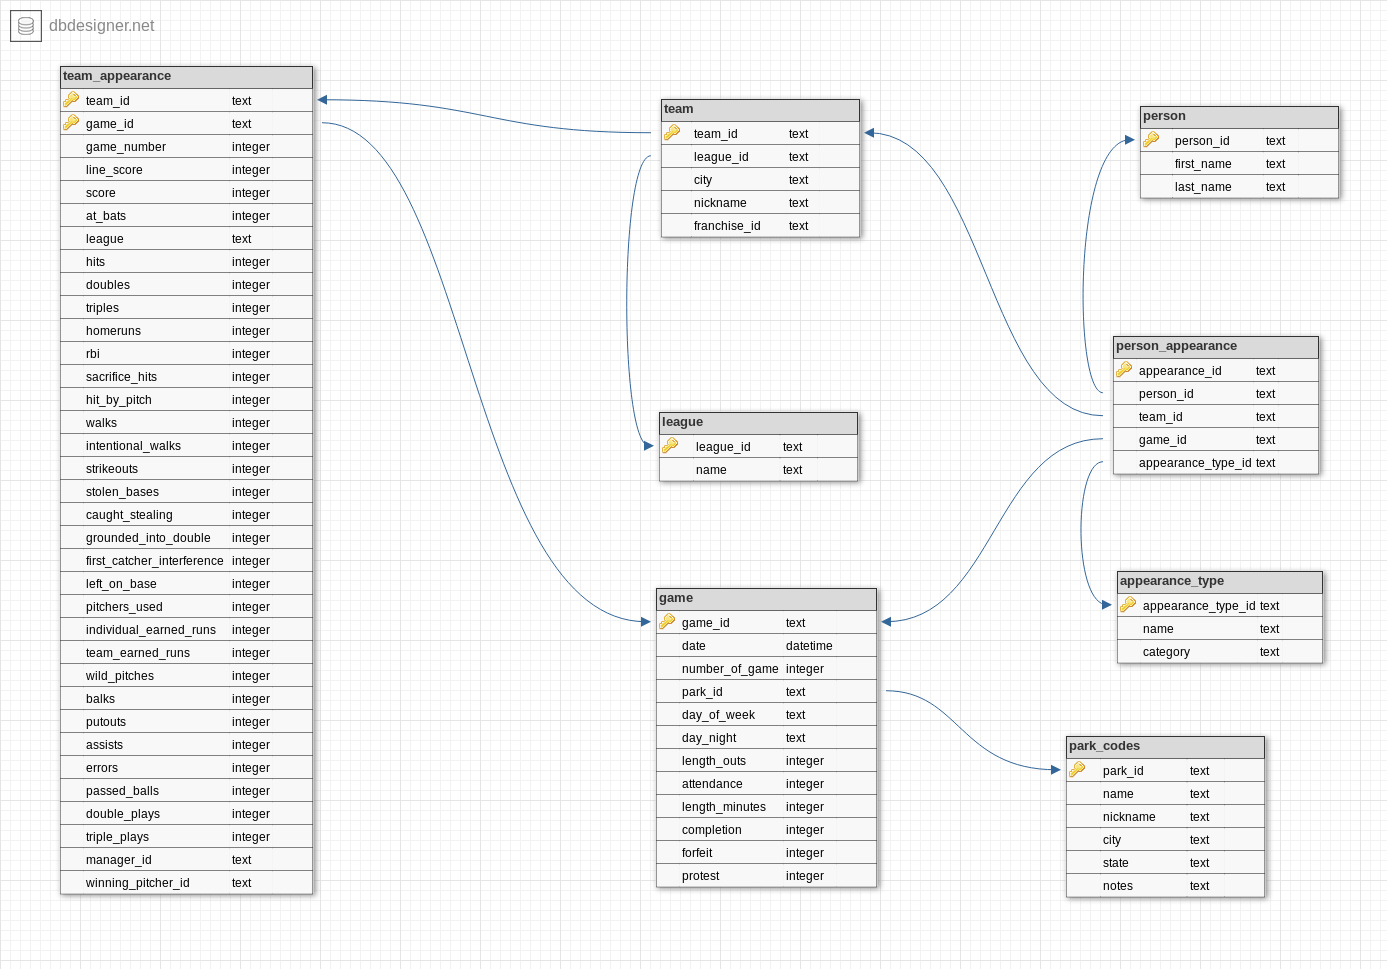 dbdesigner.net
team_appearance
team_id text
game_id text
game_number integer
line_score integer
score integer
at_bats integer
league text
hits integer
doubles integer
triples integer
homeruns integer
rbi integer
sacrifice_hits integer
hit_by_pitch integer
walks integer
intentional_walks integer
strikeouts integer
stolen_bases integer
caught_stealing integer
grounded_into_double integer
first_catcher_interference integer
left_on_base integer
pitchers_used integer
individual_earned_runs integer
team_earned_runs integer
wild_pitches integer
balks integer
putouts integer
assists integer
errors integer
passed_balls integer
double_plays integer
triple_plays integer
manager_id text
winning_pitcher_id text
team
team_id text
league_id text
city text
nickname text
franchise_id text
league
league_id text
name text
game
game_id text
date datetime
number_of_game integer
park_id text
day_of_week text
day_night text
length_outs integer
attendance integer
length_minutes integer
completion integer
forfeit integer
protest integer
person
person_id text
first_name text
last_name text
person_appearance
appearance_id text
person_id text
team_id text
game_id text
appearance_type_id text
appearance_type
appearance_type_id text
name text
category text
park_codes
park_id text
name text
nickname text
city text
state text
notes text